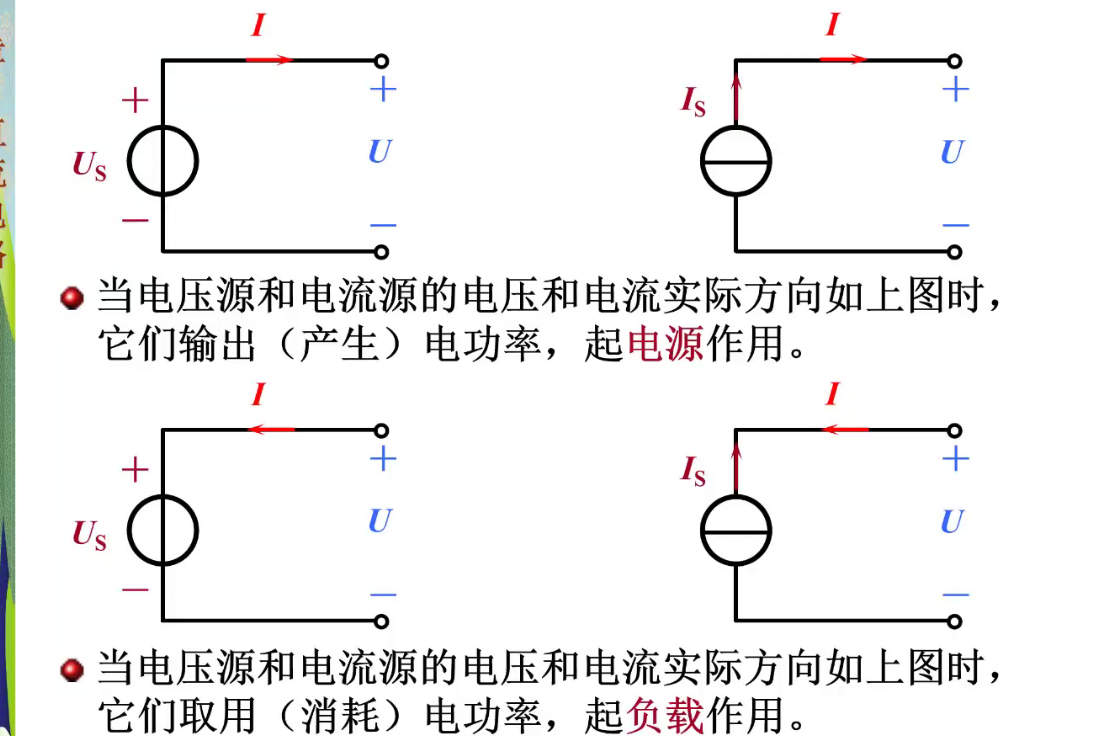 I
I
+
+
+
I_S
U_S
U
U
−
−
−
当电压源和电流源的电压和电流实际方向如上图时，
它们输出（产生）电功率，起电源作用。
I
I
+
+
+
I_S
U_S
U
U
−
−
−
当电压源和电流源的电压和电流实际方向如上图时，
它们取用（消耗）电功率，起负载作用。